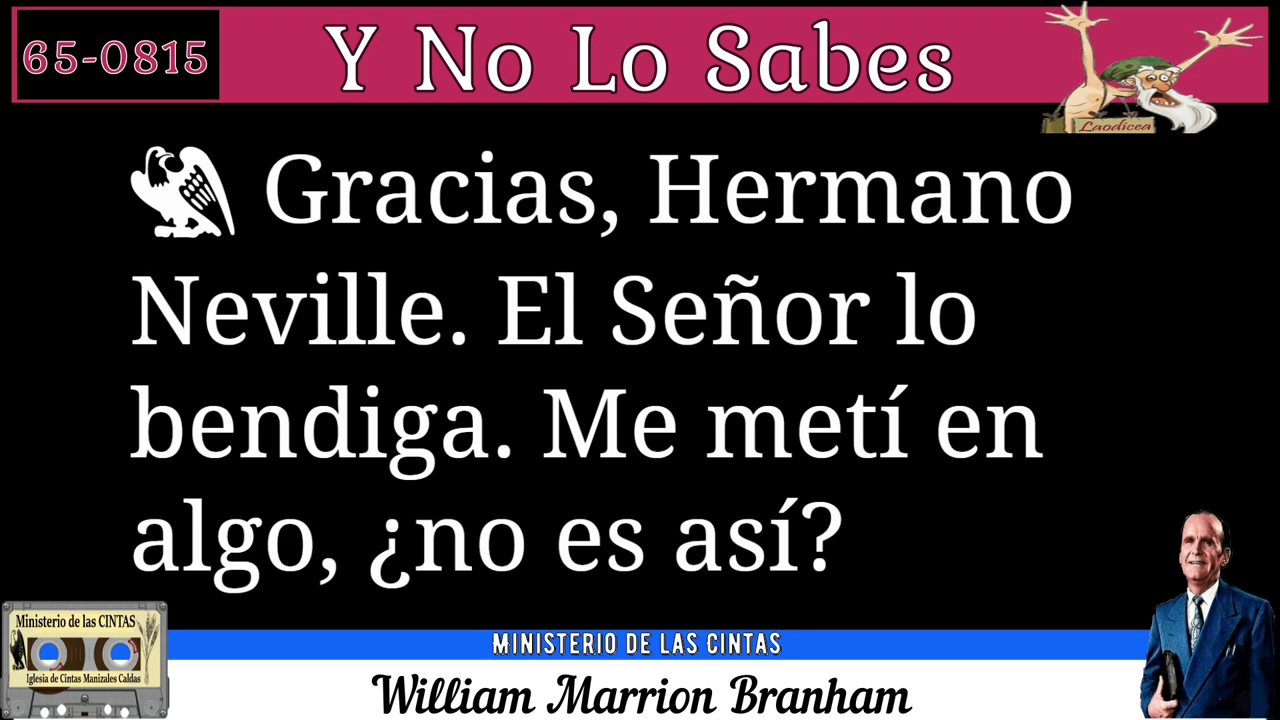 65-0815
Y No Lo Sabes
Laodicea
Gracias, Hermano
Neville. El Señor lo
bendiga. Me metí en
algo, ¿no es así?
Ministerio de las CINTAS
Iglesia de Cintas Manizales Caldas
MINISTERIO DE LAS CINTAS
William Marrion Branham